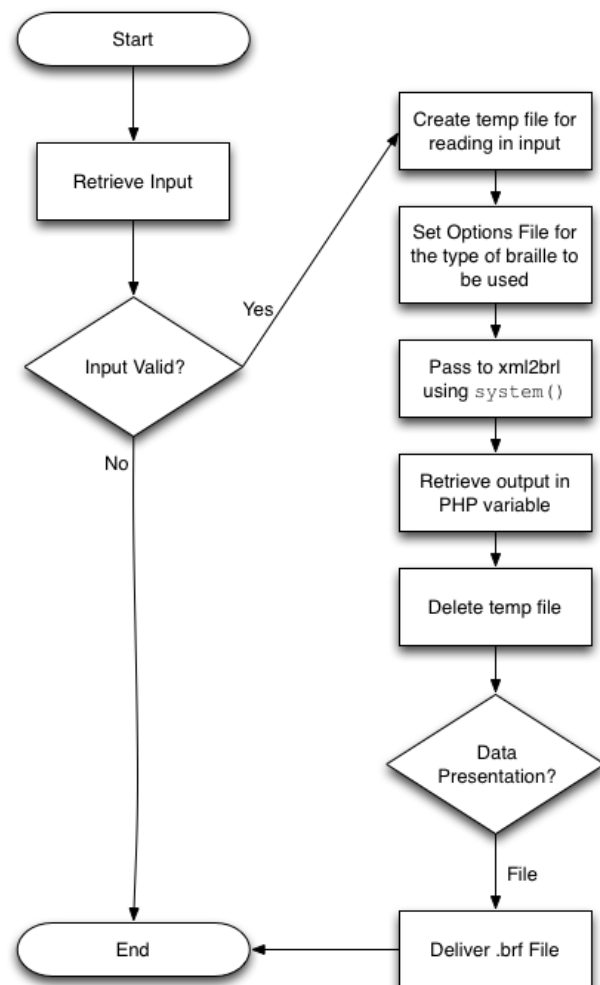 Start
Retrieve Input
Input Valid?
Yes
No
Create temp file for
reading in input
Set Options File for
the type of braille to
be used
Pass to xml2brl
using system()
Retrieve output in
PHP variable
Delete temp file
Data
Presentation?
File
Deliver .brf File
End